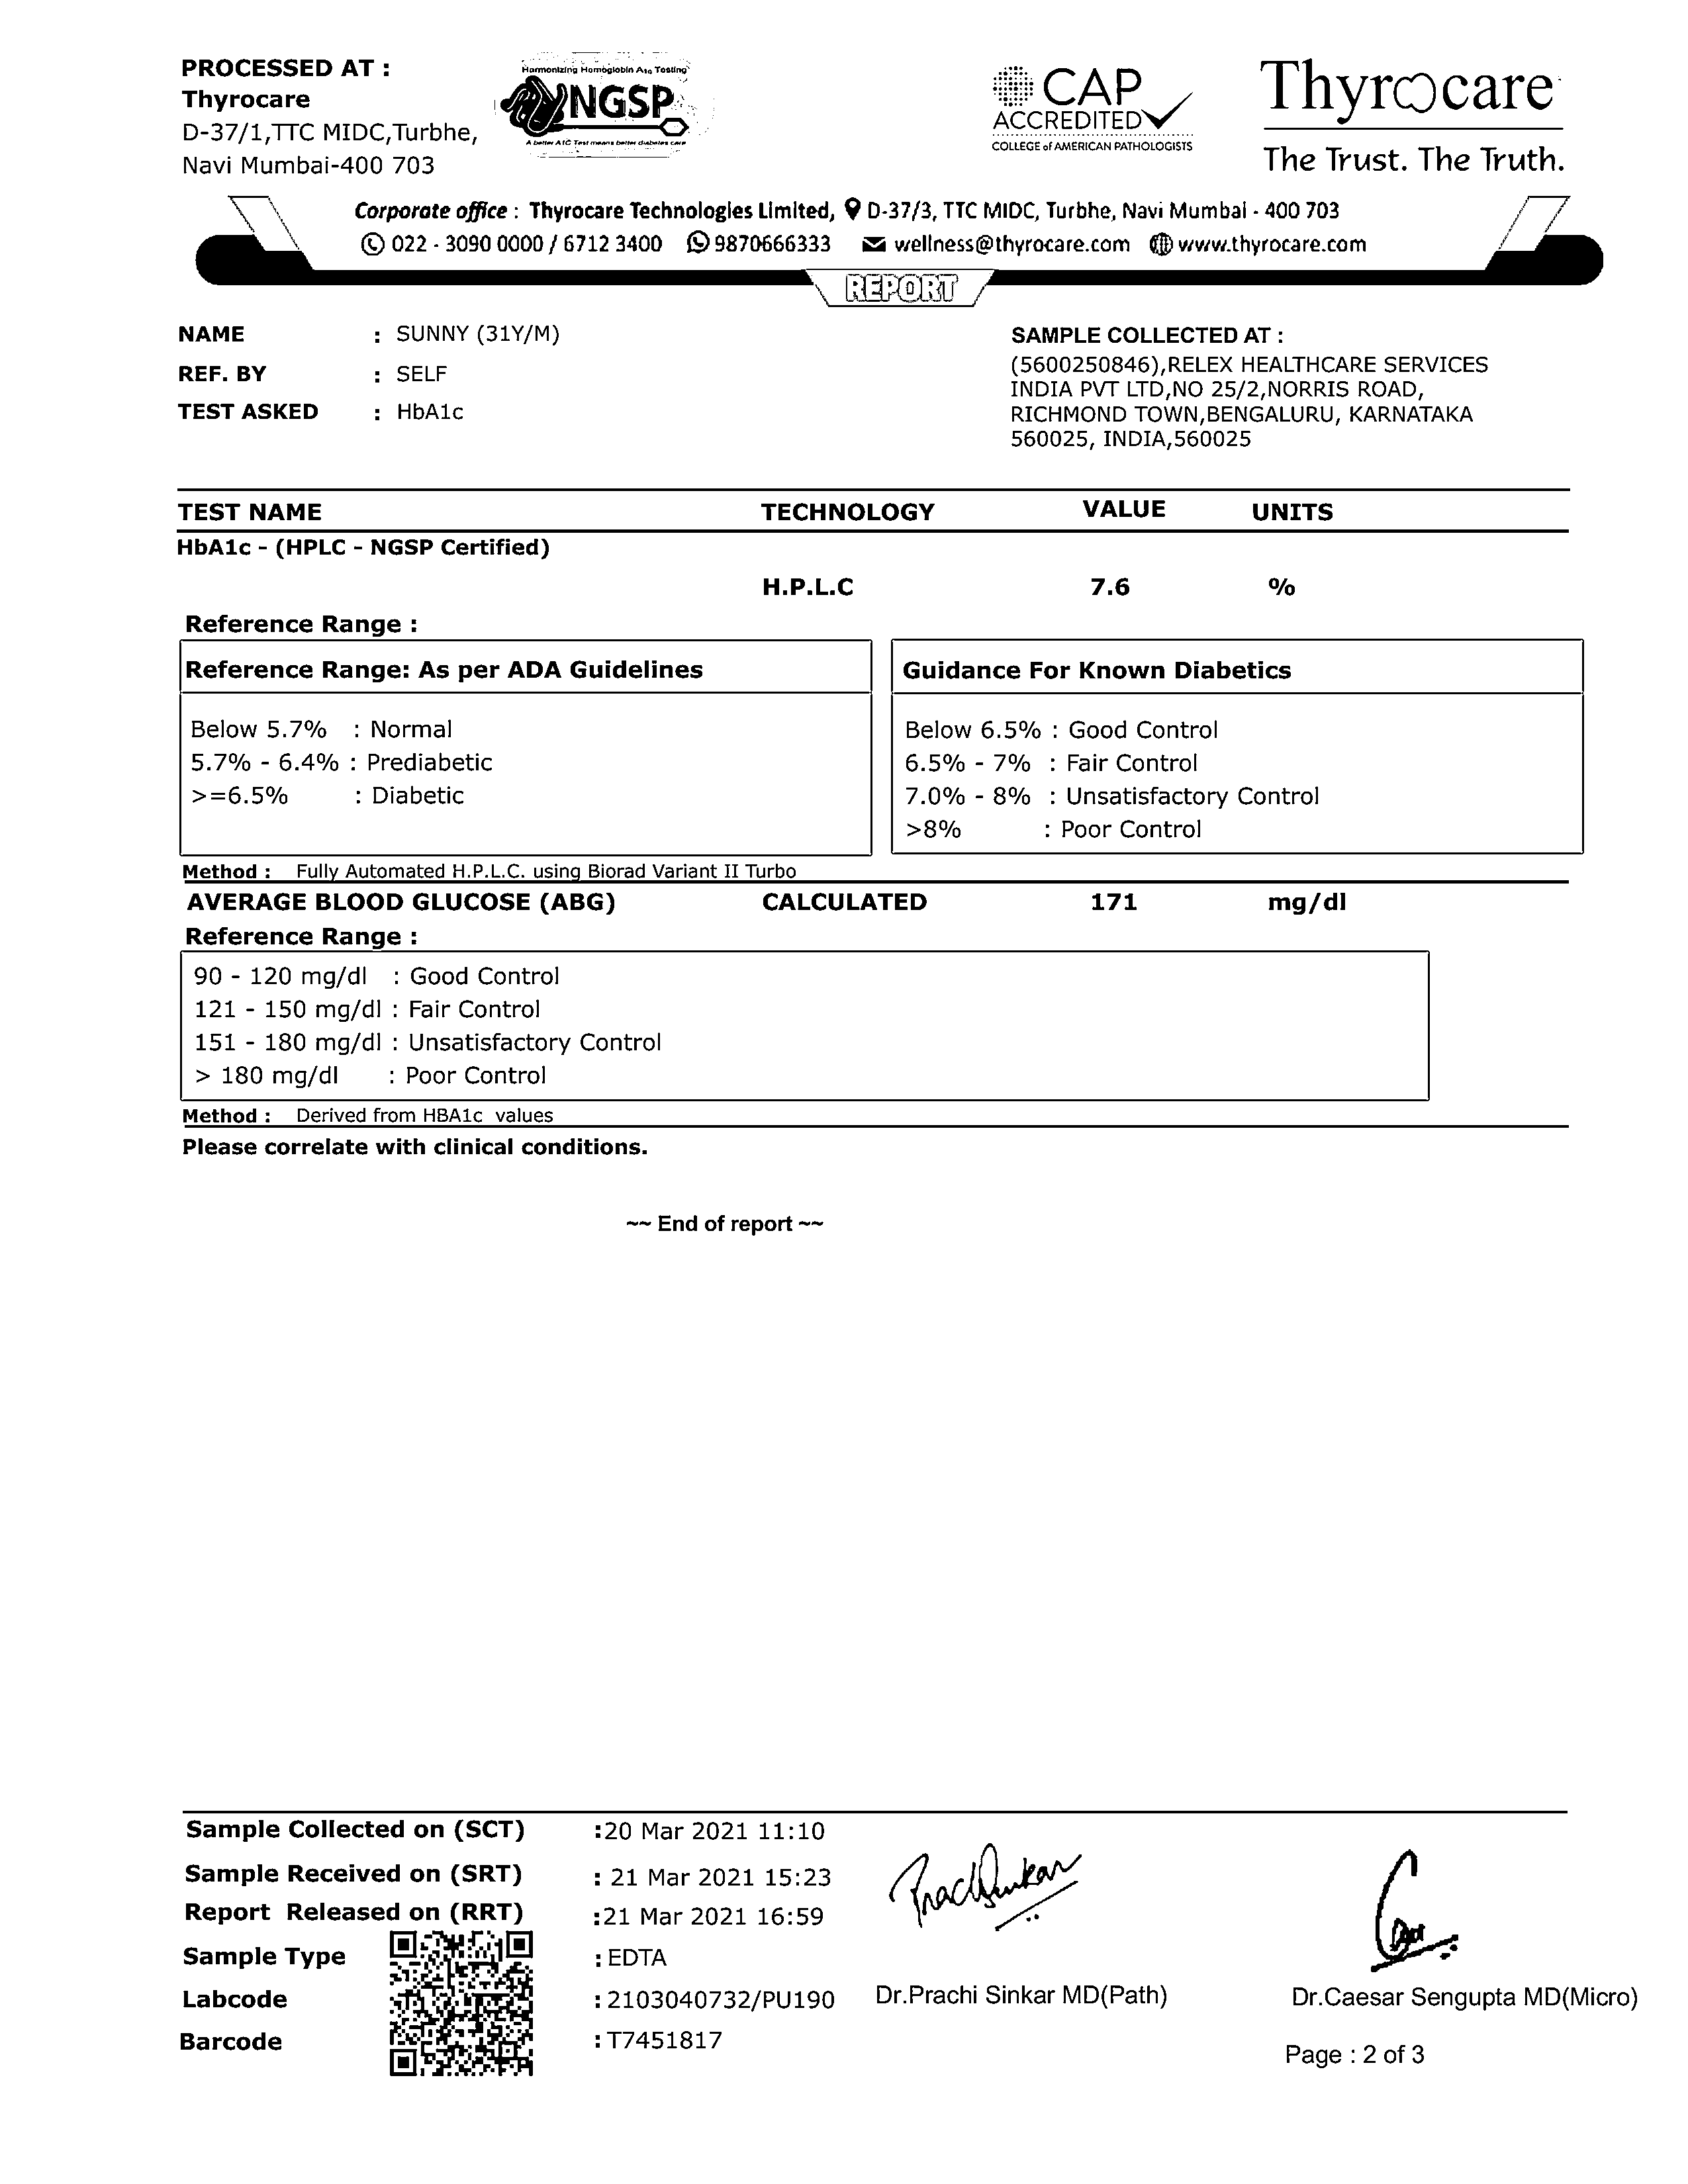 PROCESSED AT :
Thyrocare
D-37/1,TTC MIDC,Turbhe,
Navi Mumbai-400 703
Harmonizing Hemoglobin A1c Testing
NGSP
A better A1C Test means better diabetes care
CAP
ACCREDITED
COLLEGE of AMERICAN PATHOLOGISTS
Thyrocare
The Trust. The Truth.
Corporate office : Thyrocare Technologies Limited, D-37/3, TTC MIDC, Turbhe, Navi Mumbai - 400 703
022 - 3090 0000 / 6712 3400 9870666333 wellness@thyrocare.com www.thyrocare.com
REPORT
NAME : SUNNY (31Y/M)
REF. BY : SELF
TEST ASKED : HbA1c
SAMPLE COLLECTED AT :
(5600250846),RELEX HEALTHCARE SERVICES
INDIA PVT LTD,NO 25/2,NORRIS ROAD,
RICHMOND TOWN,BENGALURU, KARNATAKA
560025, INDIA,560025
TEST NAME TECHNOLOGY VALUE UNITS
HbA1c - (HPLC - NGSP Certified)
H.P.L.C 7.6 %
Reference Range :
Reference Range: As per ADA Guidelines
Below 5.7% : Normal
5.7% - 6.4% : Prediabetic
>=6.5% : Diabetic
Guidance For Known Diabetics
Below 6.5% : Good Control
6.5% - 7% : Fair Control
7.0% - 8% : Unsatisfactory Control
>8% : Poor Control
Method : Fully Automated H.P.L.C. using Biorad Variant II Turbo
AVERAGE BLOOD GLUCOSE (ABG) CALCULATED 171 mg/dl
Reference Range :
90 - 120 mg/dl : Good Control
121 - 150 mg/dl : Fair Control
151 - 180 mg/dl : Unsatisfactory Control
> 180 mg/dl : Poor Control
Method : Derived from HBA1c values
Please correlate with clinical conditions.
~~ End of report ~~
Sample Collected on (SCT) :20 Mar 2021 11:10
Sample Received on (SRT) : 21 Mar 2021 15:23
Report Released on (RRT) :21 Mar 2021 16:59
Sample Type : EDTA
Labcode : 2103040732/PU190
Barcode : T7451817
Dr.Prachi Sinkar MD(Path)
Dr.Caesar Sengupta MD(Micro)
Page : 2 of 3